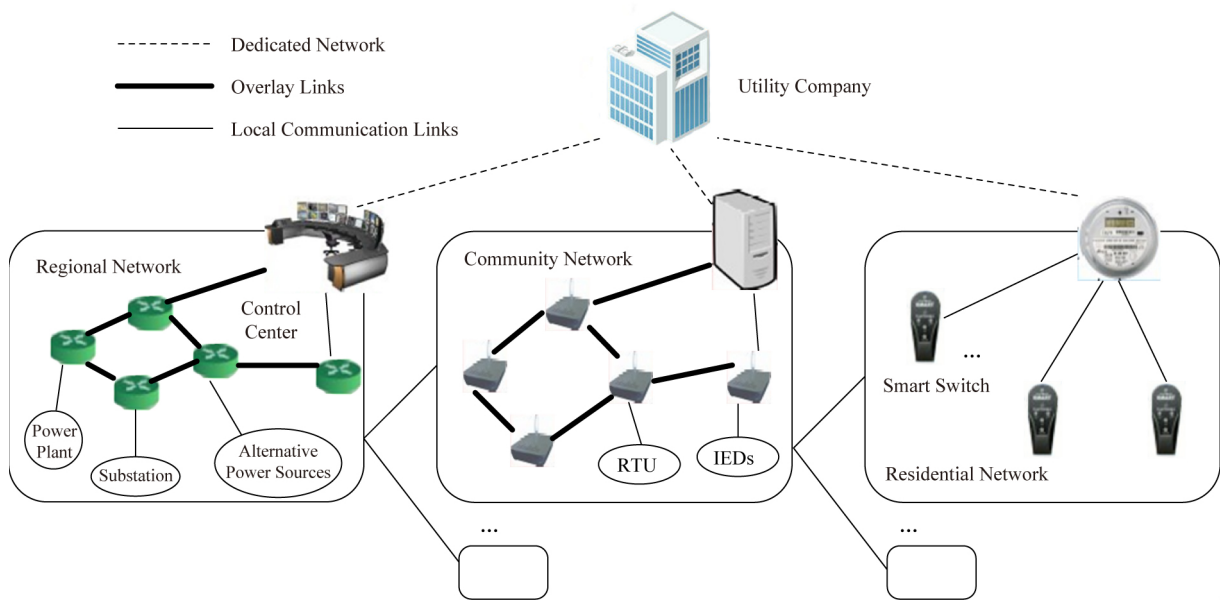 Dedicated Network
Overlay Links
Local Communication Links
Utility Company
Regional Network
Control
Center
Power
Plant
Substation
Alternative
Power Sources
Community Network
RTU
IEDs
...
Smart Switch
...
Residential Network
...